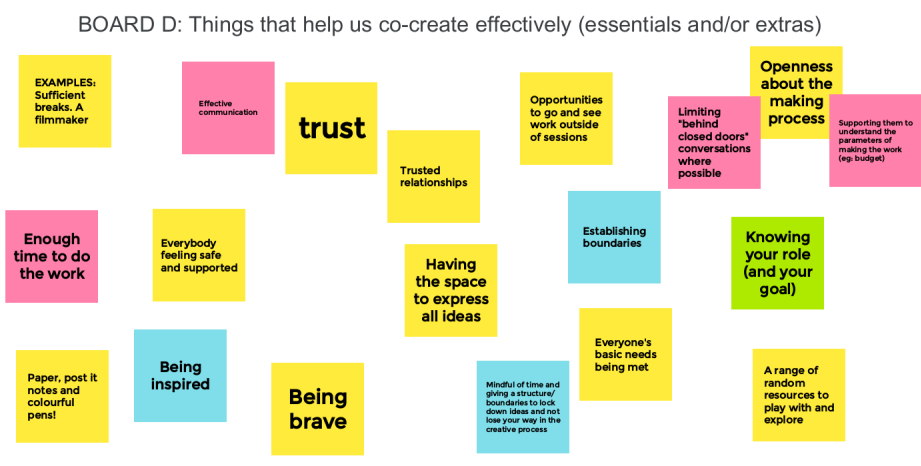 BOARD D: Things that help us co-create effectively (essentials and/or extras)
EXAMPLES:
Sufficient
breaks. A
filmmaker
Effective
communication
trust
Trusted
relationships
Opportunities
to go and see
work outside
of sessions
Openness
about the
making
process
Limiting
"behind
closed doors"
conversations
where
possible
Supporting them to
understand the
parameters of
making the work
(eg: budget)
Enough
time to do
the work
Everybody
feeling safe
and supported
Having
the space
to express
all ideas
Establishing
boundaries
Knowing
your role
(and your
goal)
Paper, post it
notes and
colourful
pens!
Being
inspired
Being
brave
Mindful of time and
giving a structure/
boundaries to lock
down ideas and not
lose your way in the
creative process
Everyone's
basic needs
being met
A range of
random
resources to
play with and
explore